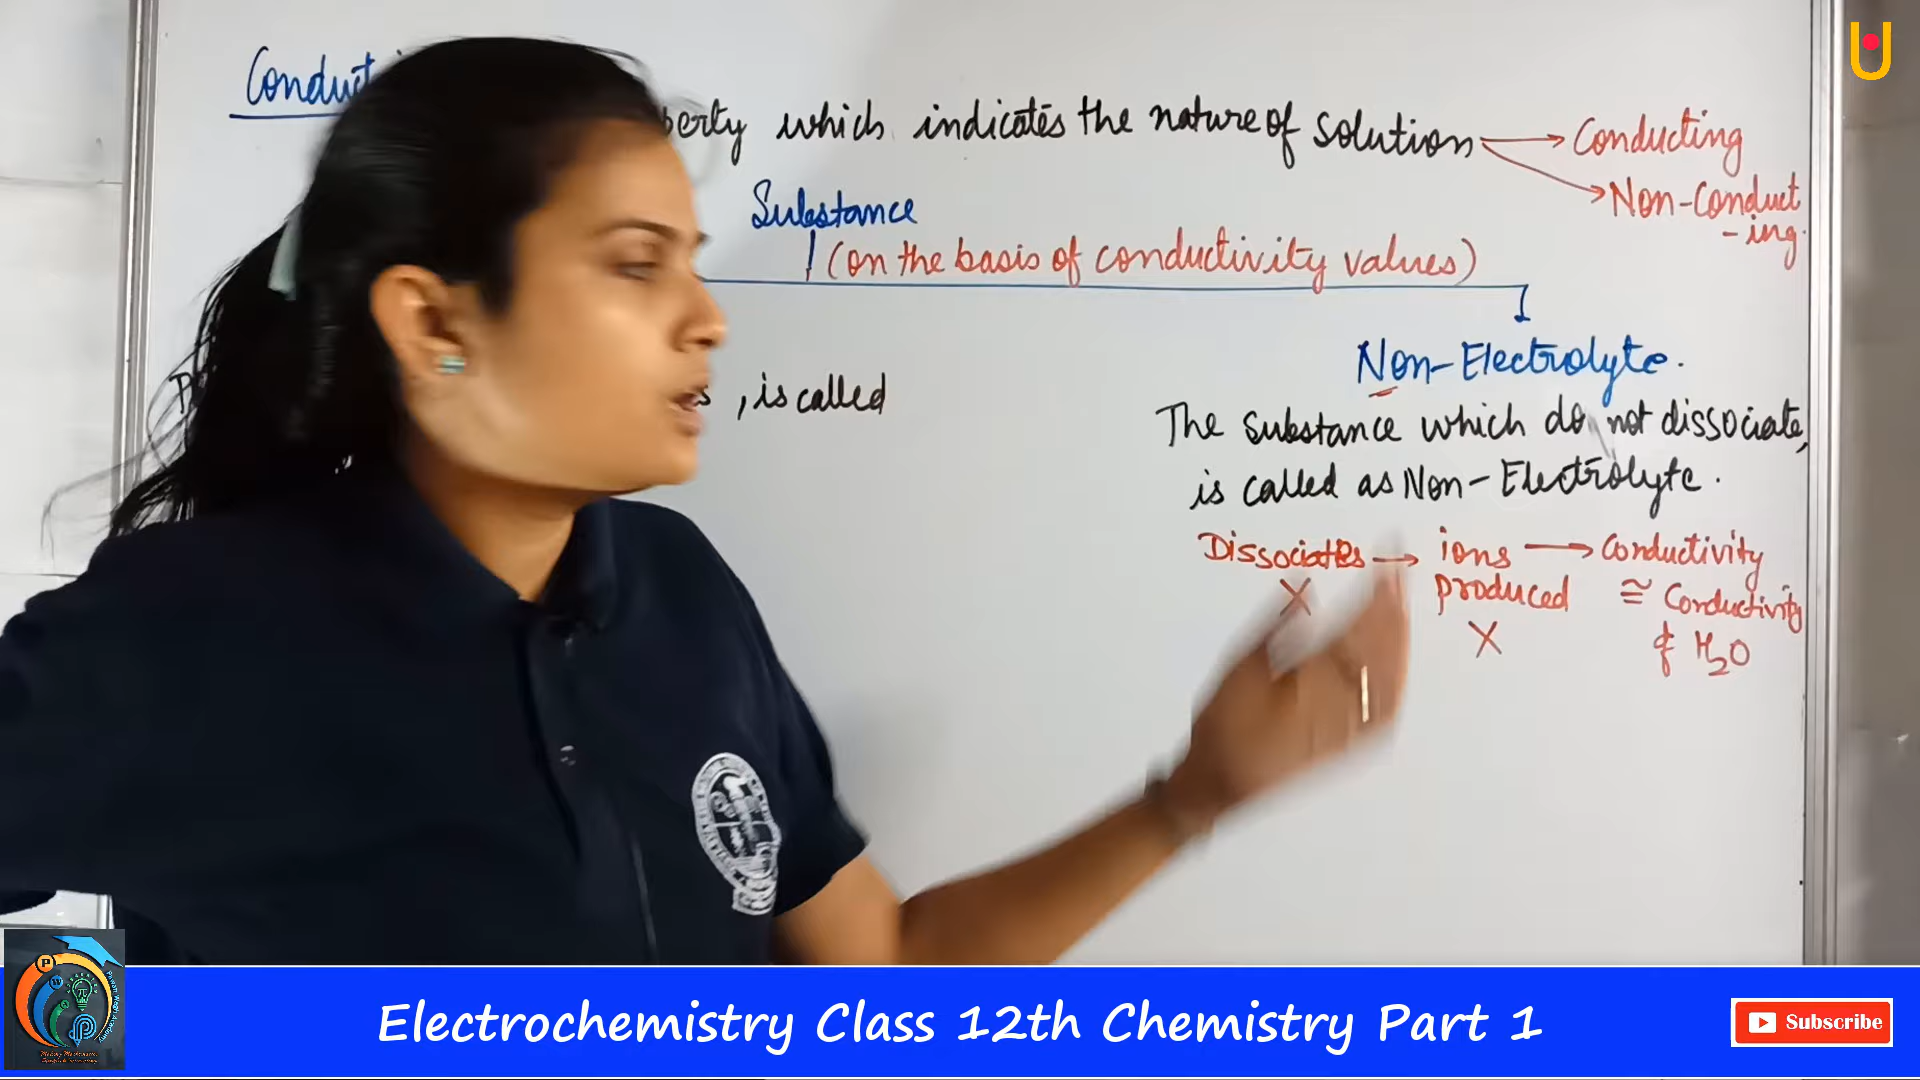 perty which indicates the nature of solution → Conducting
→ Non-Conduct
-ing.
Substance
(on the basis of conductivity values)
Non-Electrolyte.
, is called
The Substance which do not dissociate,
is called as Non-Electrolyte.
Dissociates → ions → Conductivity
X produced ≅ Conductivity
X of H₂O
Electrochemistry Class 12th Chemistry Part 1
Subscribe